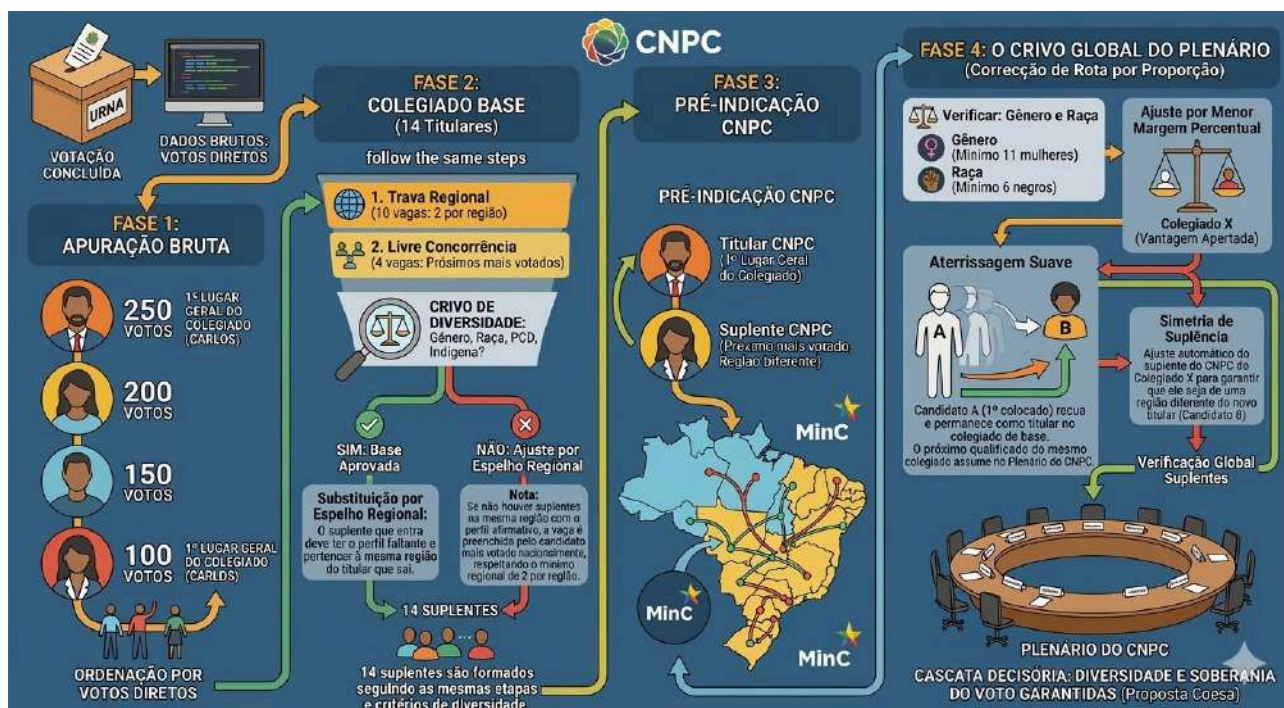 CNPC
URNA
VOTAÇÃO
CONCLUÍDA
DADOS BRUTOS:
VOTOS DIRETOS
FASE 1:
APURAÇÃO BRUTA
250
VOTOS
1º LUGAR
GERAL DO
COLEGIADO
(CARLOS)
200
VOTOS
150
VOTOS
100
VOTOS
1º LUGAR GERAL
DO COLEGIADO
(CARLDS)
ORDENAÇÃO POR
VOTOS DIRETOS
FASE 2:
COLEGIADO BASE
(14 Titulares)
follow the same steps
1. Trava Regional
(10 vagas: 2 por região)
2. Livre Concorrência
(4 vagas: Próximos mais votados)
CRIVO DE
DIVERSIDADE:
Gênero, Raça, PCD,
Indígena?
SIM: Base
Aprovada
Substituição por
Espelho Regional:
O suplente que entra
deve ter o perfil faltante e
pertencer à mesma região
do titular que sai.
NÃO: Ajuste por
Espelho Regional
Nota:
Se não houver suplentes
na mesma região com o
perfil afirmativo, a vaga é
preenchida pelo candidato
mais votado nacionalmente,
respeitando o mínimo
regional de 2 por região.
14 SUPLENTES
14 suplentes são formados
seguindo as mesmas etapas
e critérios de diversidade
FASE 3:
PRÉ-INDICAÇÃO
CNPC
PRÉ-INDICAÇÃO CNPC
Titular CNPC
(1º Lugar Geral
do Colegiado)
Suplente CNPC
(Próximo mais votado
Região diferente)
MinC
MinC
MinC
FASE 4: O CRIVO GLOBAL DO PLENÁRIO
(Correcção de Rota por Proporção)
Verificar: Gênero e Raça
Gênero
(Mínimo 11 mulheres)
Raça
(Mínimo 6 negros)
Ajuste por Menor
Margem Percentual
Colegiado X
(Vantagem Apertada)
Aterrissagem Suave
A
B
Candidato A (1º colocado) recua
e permanece como titular no
colegiado de base.
O próximo qualificado do mesmo
colegiado assume no Plenário do CNPC.
Simetria de
Suplência
Ajuste automático do
suplente do CNPC do
Colegiado X para garantir
que ele seja de uma
região diferente do novo
titular (Candidato 8)
Verificação Global
Suplentes
PLENÁRIO DO CNPC
CASCATA DECISÓRIA: DIVERSIDADE E SOBERANIA
DO VOTO GARANTIDAS (Proposta Coesa)